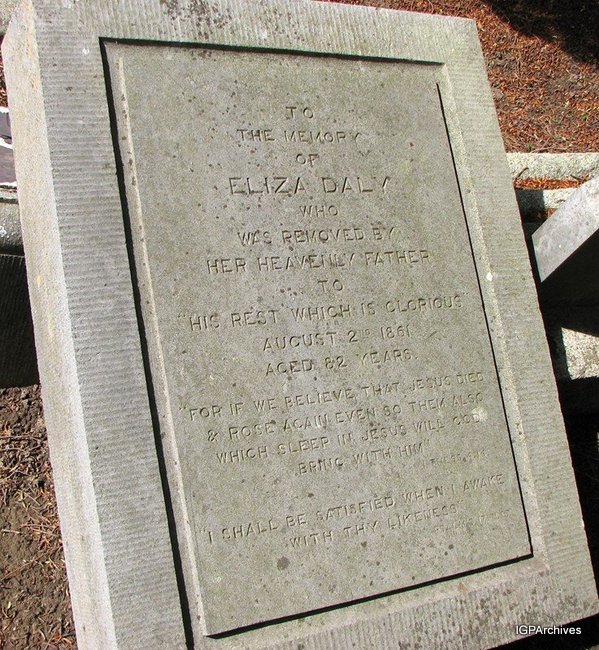 TO
THE MEMORY
OF
ELIZA DALY
WHO
WAS REMOVED BY
HER HEAVENLY FATHER
TO
"HIS REST WHICH IS GLORIOUS"
AUGUST 2ND 1861
AGED 82 YEARS.
"FOR IF WE BELIEVE THAT JESUS DIED
& ROSE AGAIN EVEN SO THEM ALSO
WHICH SLEEP IN JESUS WILL GOD
BRING WITH HIM"
"I SHALL BE SATISFIED, WHEN I AWAKE
WITH THY LIKENESS"
IGPArchives